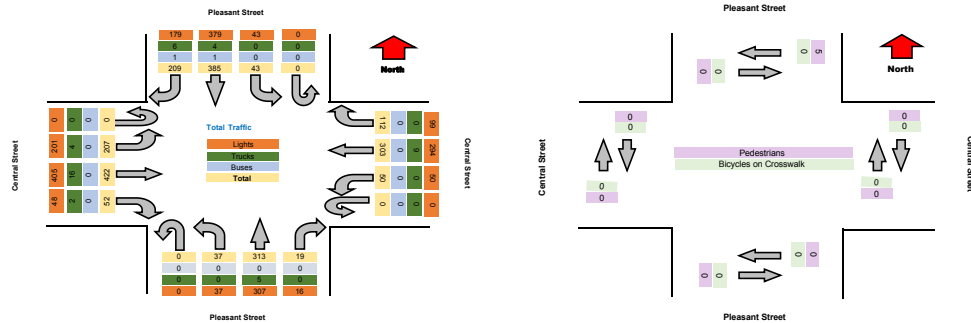 Pleasant Street
179 379 43 0
6 4 0 0
1 1 0 0
209 385 43 0
North
Central Street
0 0 0 0
201 4 0 207
405 16 0 422
48 2 0 52
Total Traffic
Lights
Trucks
Buses
Total
112 0 0 99
303 0 9 294
50 0 0 50
0 0 0 0
Central Street
0 37 313 19
0 0 0 0
0 0 5 0
0 37 307 16
Pleasant Street
Pleasant Street
0 5
0 0
North
0
0
0
0
Central Street
Pedestrians
Bicycles on Crosswalk
0
0
0
0
Central Street
0 0
0 0
Pleasant Street